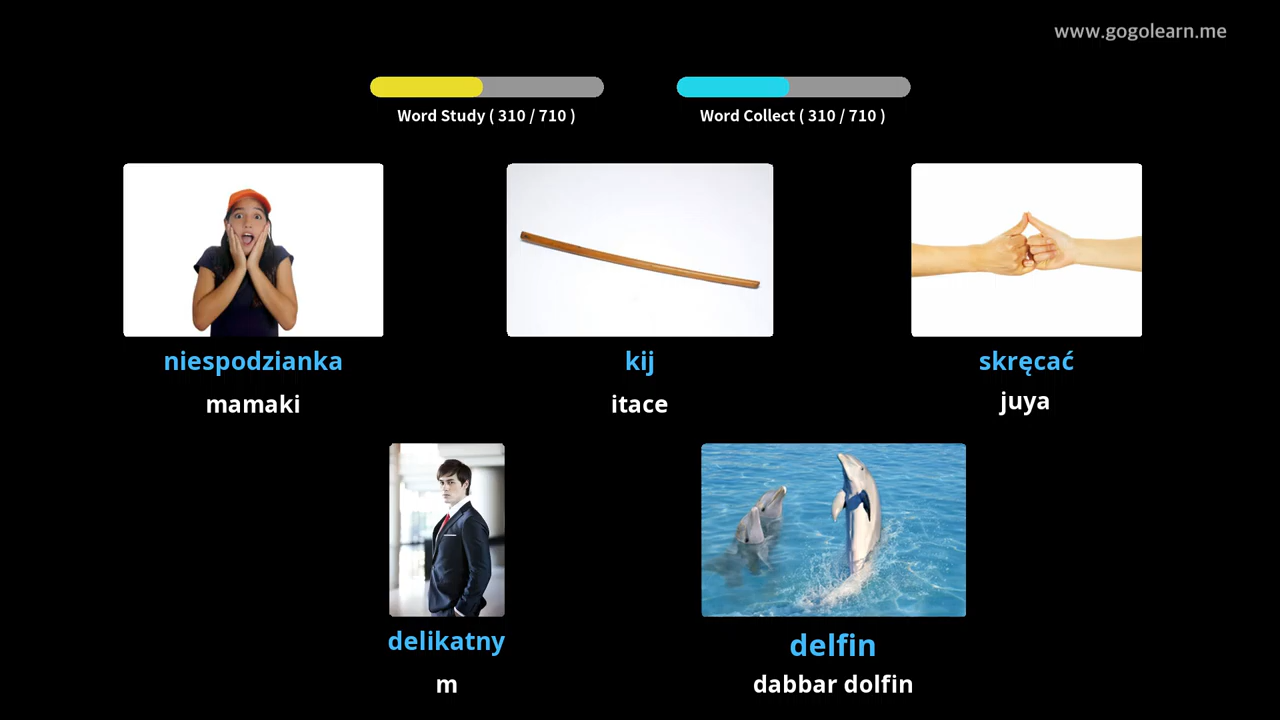 www.gogolearn.me
Word Study ( 310 / 710 )
Word Collect ( 310 / 710 )
niespodzianka
mamaki
kij
itace
skręcać
juya
delikatny
m
delfin
dabbar dolfin